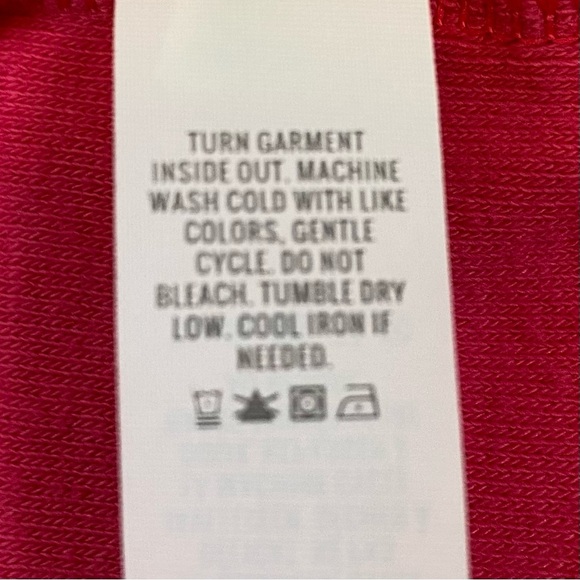 TURN GARMENT
INSIDE OUT. MACHINE
WASH COLD WITH LIKE
COLORS, GENTLE
CYCLE. DO NOT
BLEACH. TUMBLE DRY
LOW. COOL IRON IF
NEEDED.